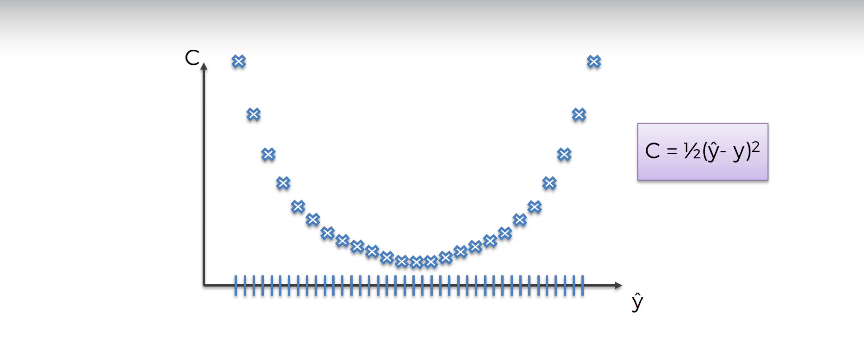 C
C = ½(ŷ- y)²
ŷ